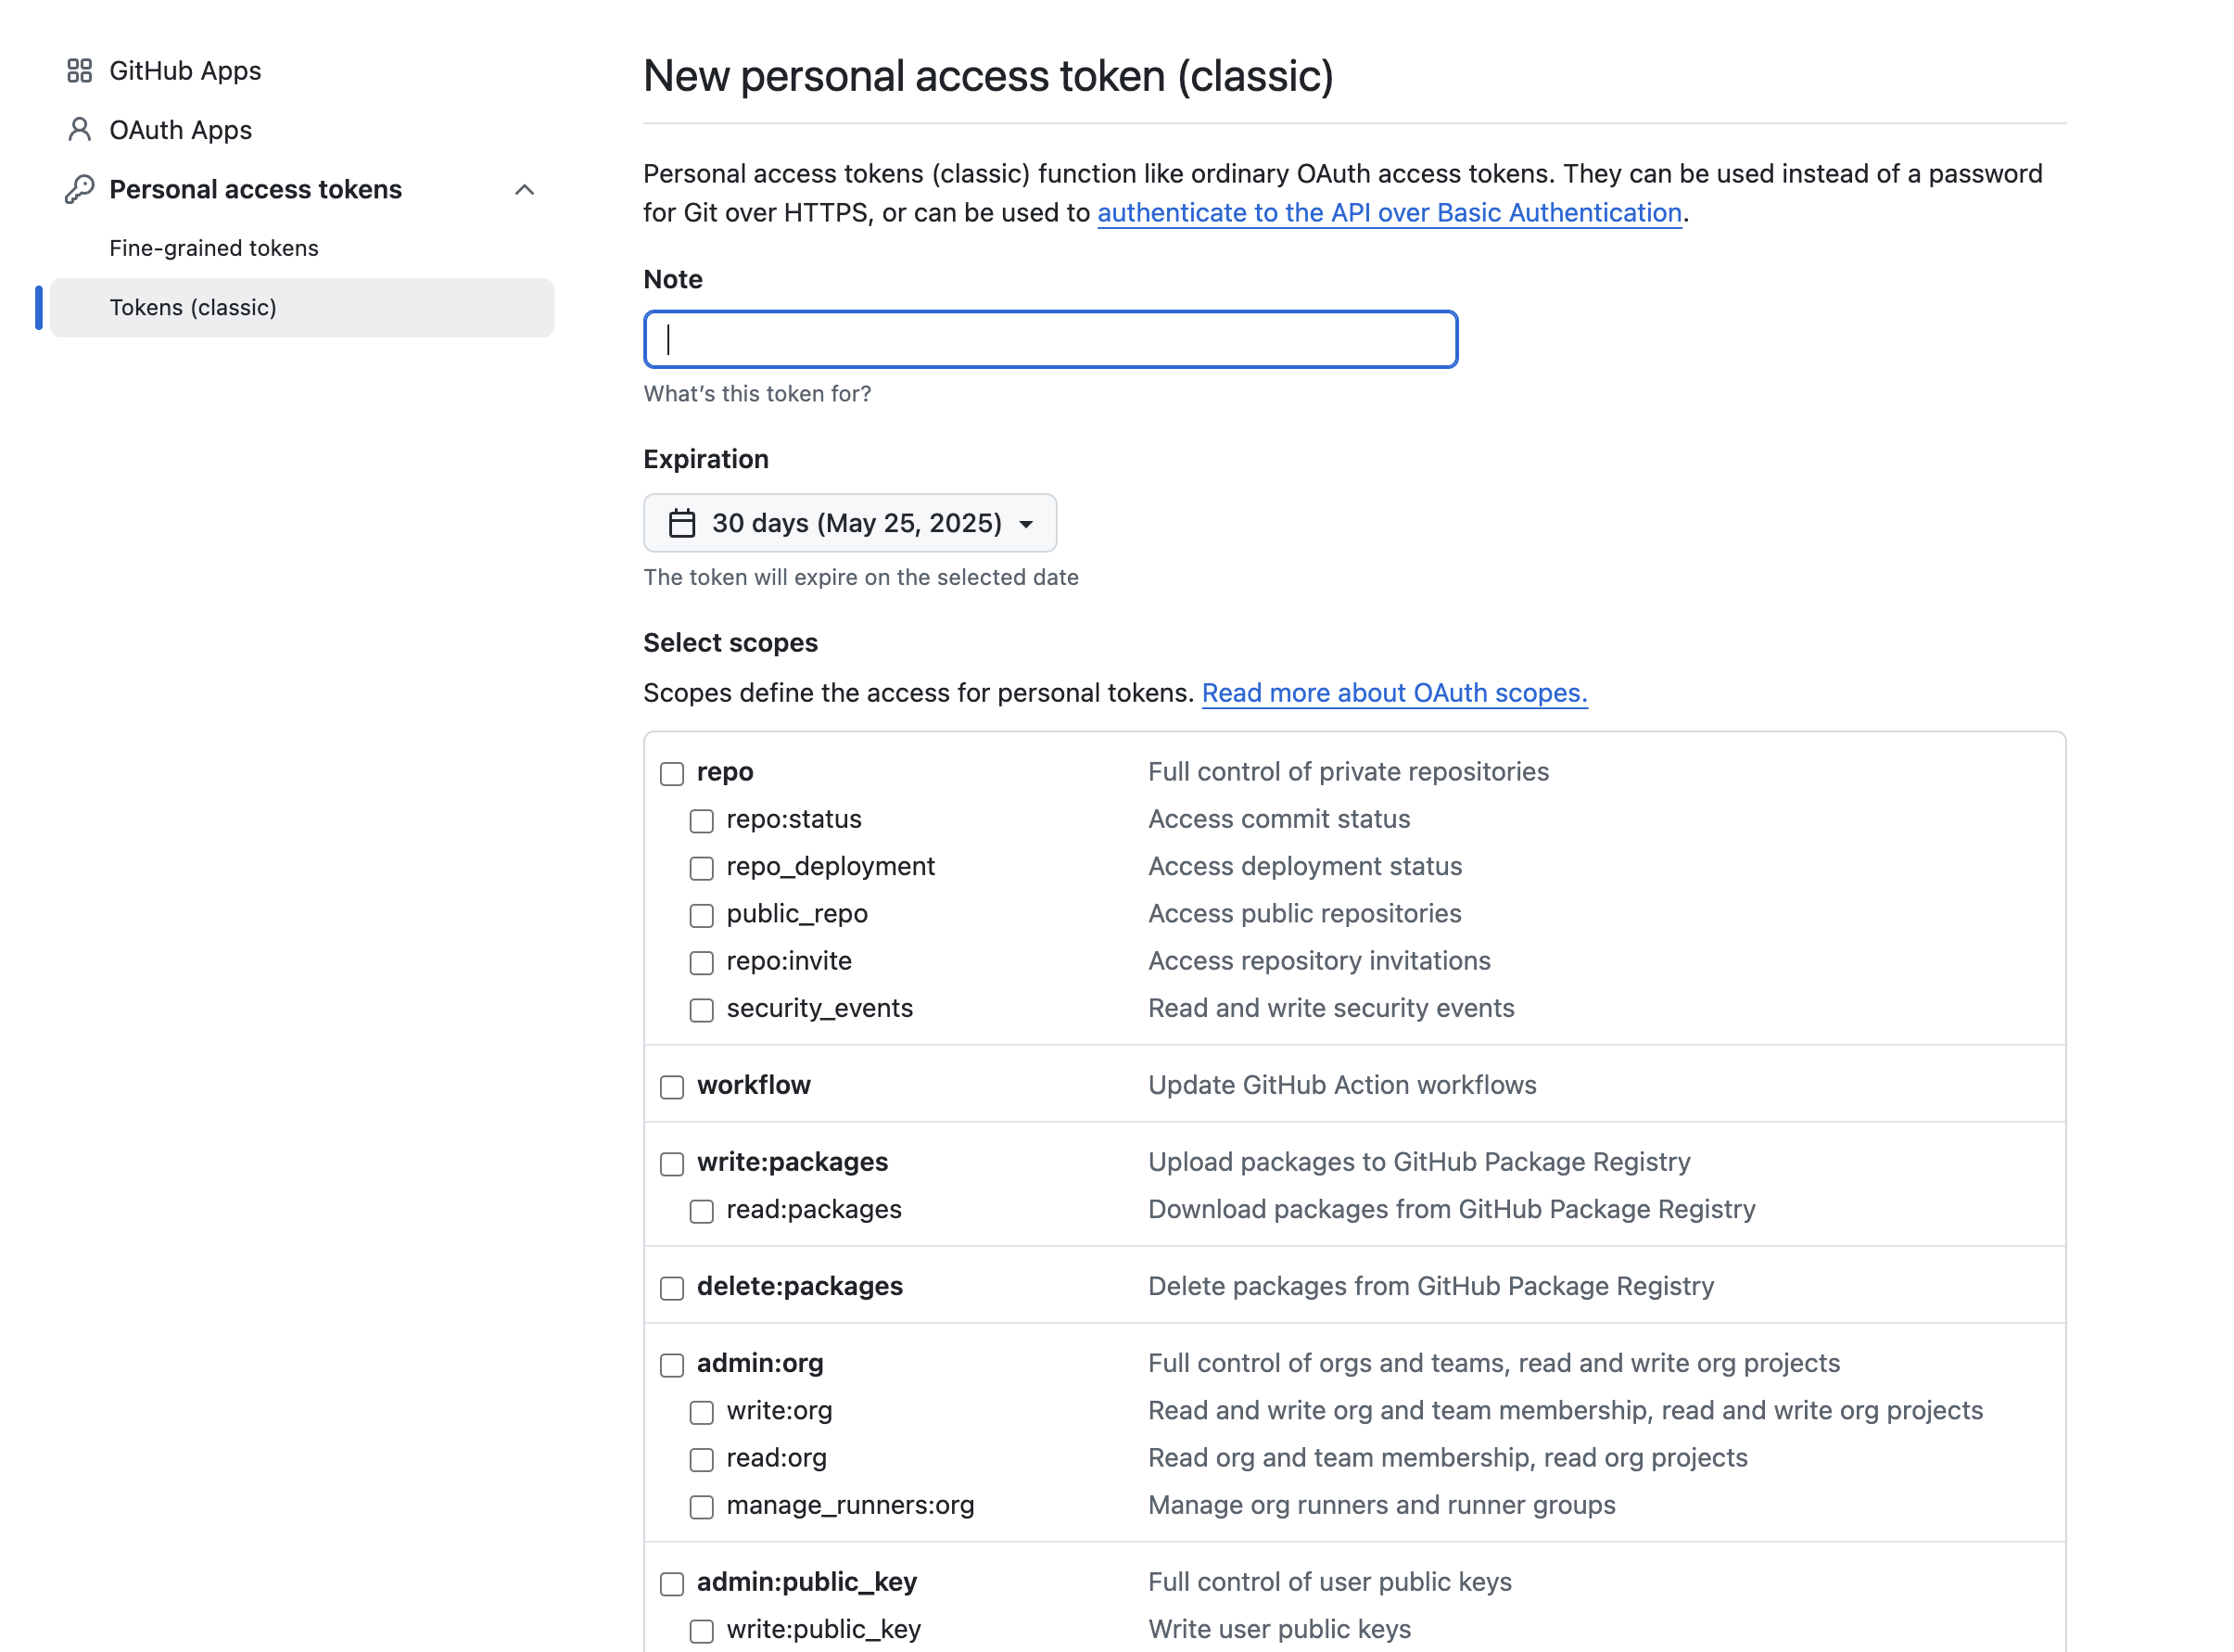 GitHub Apps
OAuth Apps
Personal access tokens
Fine-grained tokens
Tokens (classic)
New personal access token (classic)
Personal access tokens (classic) function like ordinary OAuth access tokens. They can be used instead of a password
for Git over HTTPS, or can be used to authenticate to the API over Basic Authentication.
Note
What's this token for?
Expiration
30 days (May 25, 2025)
The token will expire on the selected date
Select scopes
Scopes define the access for personal tokens. Read more about OAuth scopes.
repo Full control of private repositories
repo:status Access commit status
repo_deployment Access deployment status
public_repo Access public repositories
repo:invite Access repository invitations
security_events Read and write security events
workflow Update GitHub Action workflows
write:packages Upload packages to GitHub Package Registry
read:packages Download packages from GitHub Package Registry
delete:packages Delete packages from GitHub Package Registry
admin:org Full control of orgs and teams, read and write org projects
write:org Read and write org and team membership, read and write org projects
read:org Read org and team membership, read org projects
manage_runners:org Manage org runners and runner groups
admin:public_key Full control of user public keys
write:public_key Write user public keys